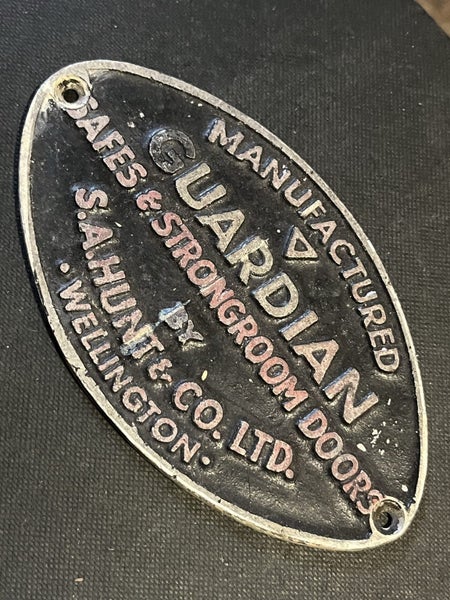 MANUFACTURED
GUARDIAN
SAFES & STRONGROOM DOORS
BY
S.A.HUNT & CO. LTD.
· WELLINGTON ·